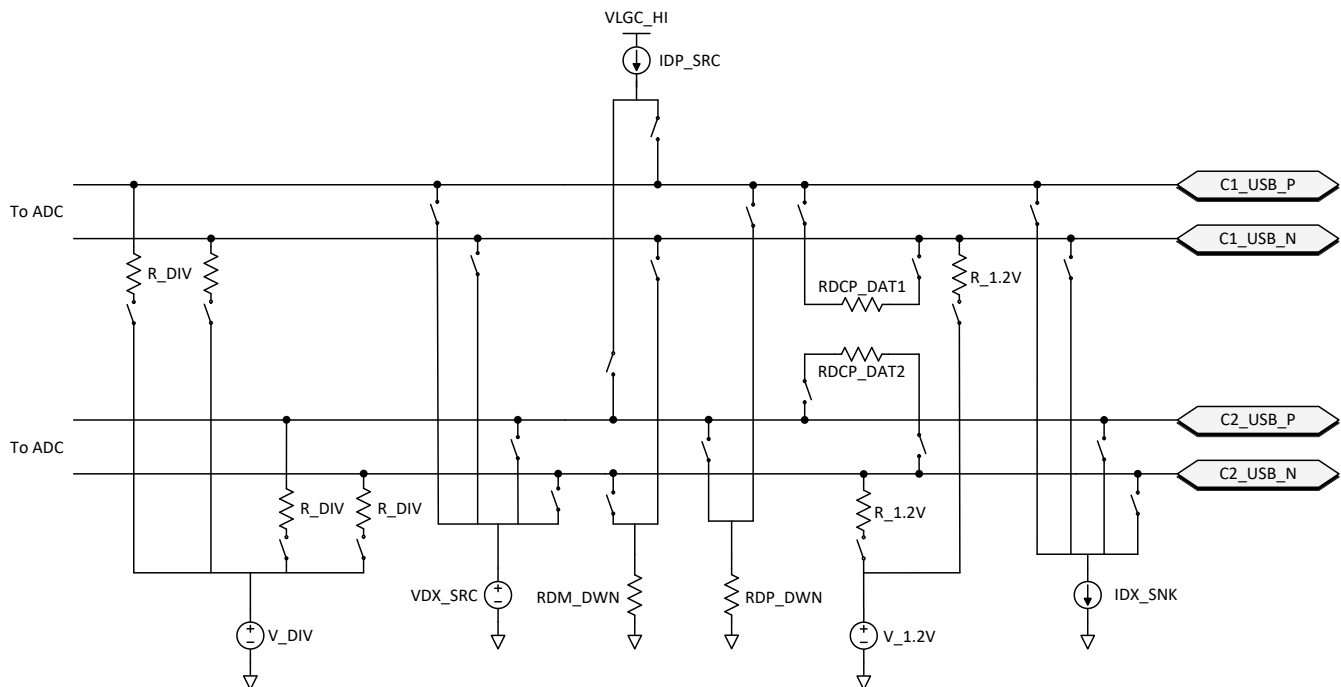 VLGC_HI
IDP_SRC
C1_USB_P
To ADC
C1_USB_N
R_DIV
R_1.2V
RDCP_DAT1
RDCP_DAT2
C2_USB_P
To ADC
C2_USB_N
R_DIV
R_DIV
R_1.2V
VDX_SRC
RDM_DWN
RDP_DWN
IDX_SNK
V_DIV
V_1.2V